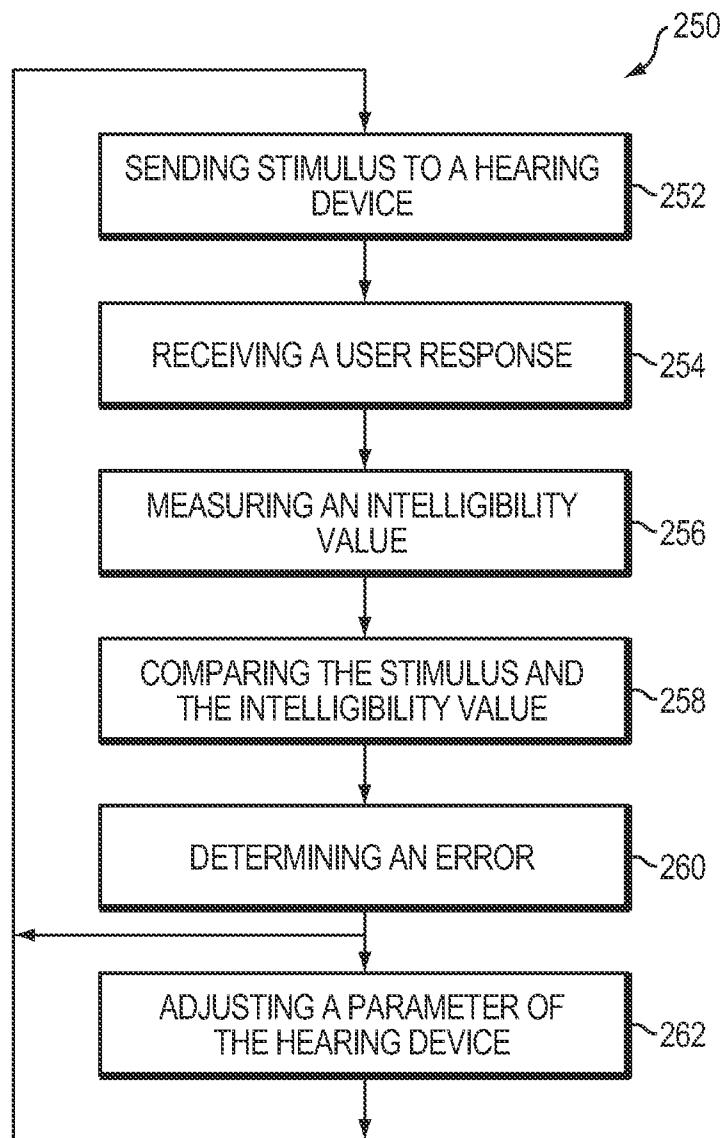 250
SENDING STIMULUS TO A HEARING
DEVICE
252
RECEIVING A USER RESPONSE
254
MEASURING AN INTELLIGIBILITY
VALUE
256
COMPARING THE STIMULUS AND
THE INTELLIGIBILITY VALUE
258
DETERMINING AN ERROR
260
ADJUSTING A PARAMETER OF
THE HEARING DEVICE
262